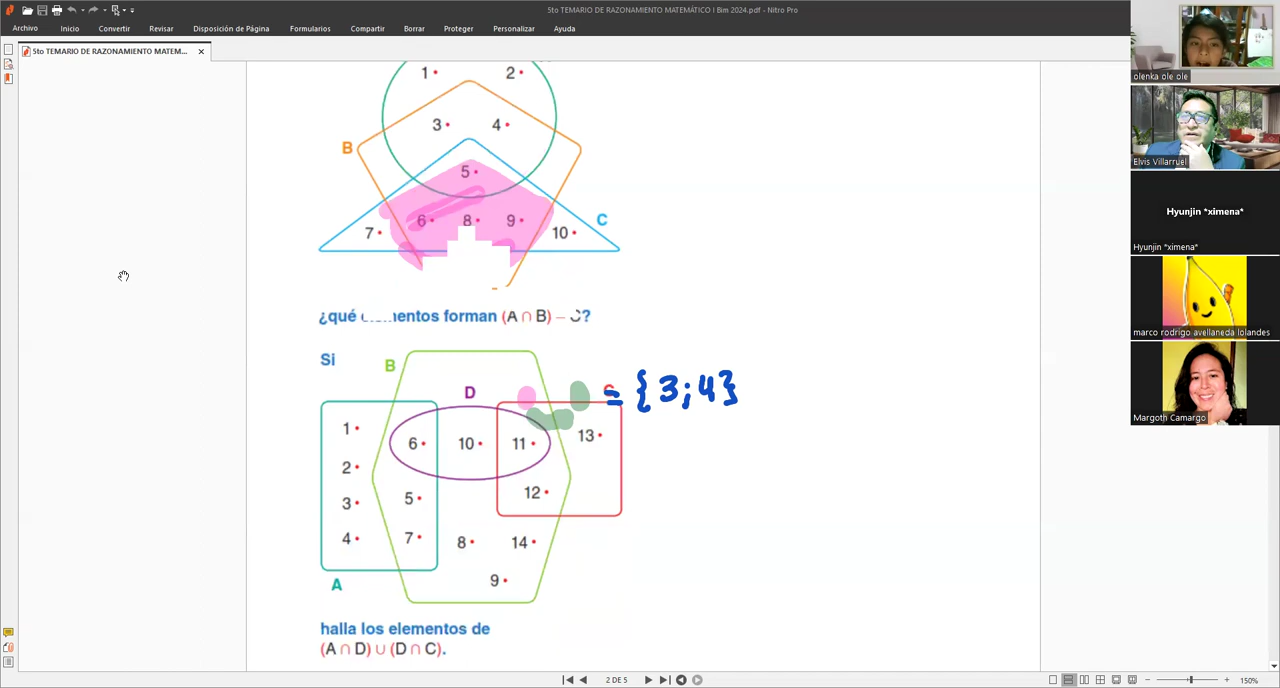 5to TEMARIO DE RAZONAMIENTO MATEMÁTICO I Bim 2024.pdf - Nitro Pro
Archivo Inicio Convertir Revisar Disposición de Página Formularios Compartir Borrar Proteger Personalizar Ayuda
5to TEMARIO DE RAZONAMIENTO MATEM...
1 2
3 4
B
5
6 8 9
C
7 10
¿qué elementos forman (A ∩ B) – C?
Si
B
D
= {3;4}
1 6 10 11 13
2
3 5 12
4 7 8 14
9
A
halla los elementos de
(A ∩ D) ∪ (D ∩ C).
2 DE 5
150%
olenka ole ole
Elvis Villarruel
Hyunjin *ximena*
Hyunjin *ximena*
marco rodrigo avellaneda lolandes
Margoth Camargo